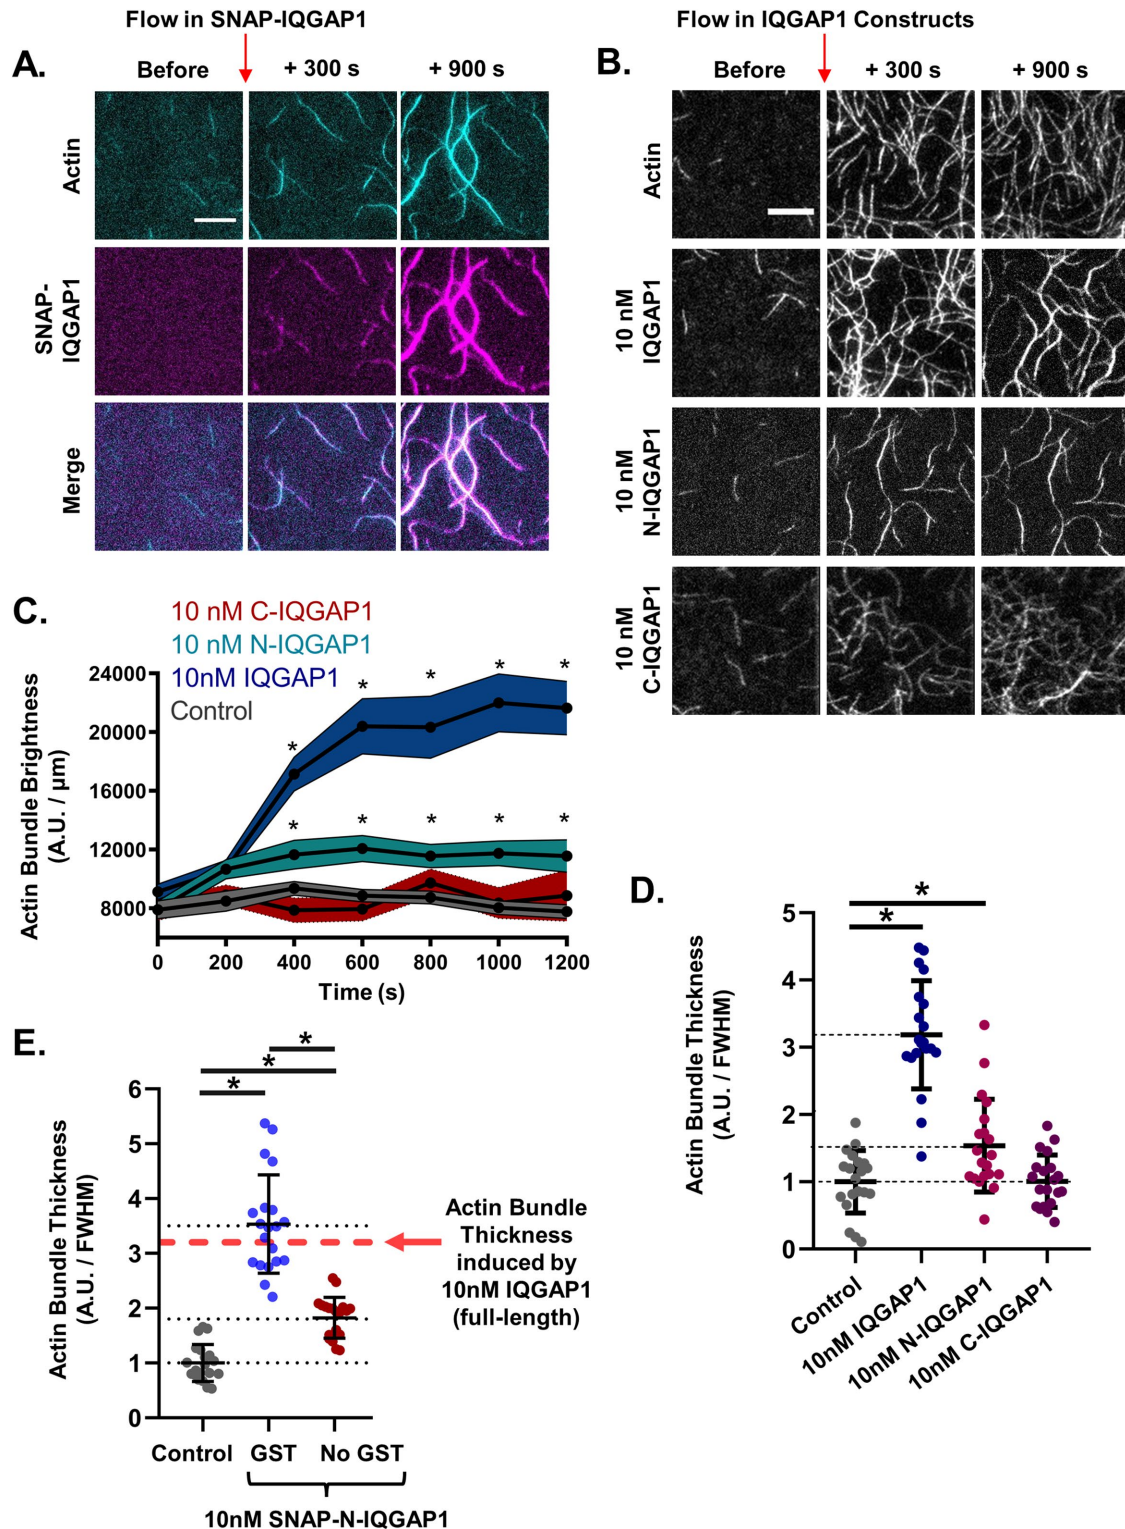 Flow in SNAP-IQGAP1
A.
Before
+ 300 s
+ 900 s
Actin
SNAP-
IQGAP1
Merge
Flow in IQGAP1 Constructs
B.
Before
+ 300 s
+ 900 s
Actin
10 nM
IQGAP1
10 nM
N-IQGAP1
10 nM
C-IQGAP1
C.
10 nM C-IQGAP1
10 nM N-IQGAP1
10nM IQGAP1
Control
Actin Bundle Brightness
(A.U. / µm)
24000
20000
16000
12000
8000
* * * * *
* * * * *
0 200 400 600 800 1000 1200
Time (s)
D.
Actin Bundle Thickness
(A.U. / FWHM)
5
4
3
2
1
0
*
*
Control
10nM IQGAP1
10nM N-IQGAP1
10nM C-IQGAP1
E.
Actin Bundle Thickness
(A.U. / FWHM)
6
5
4
3
2
1
0
*
*
*
Actin Bundle
Thickness
induced by
10nM IQGAP1
(full-length)
Control GST No GST
10nM SNAP-N-IQGAP1